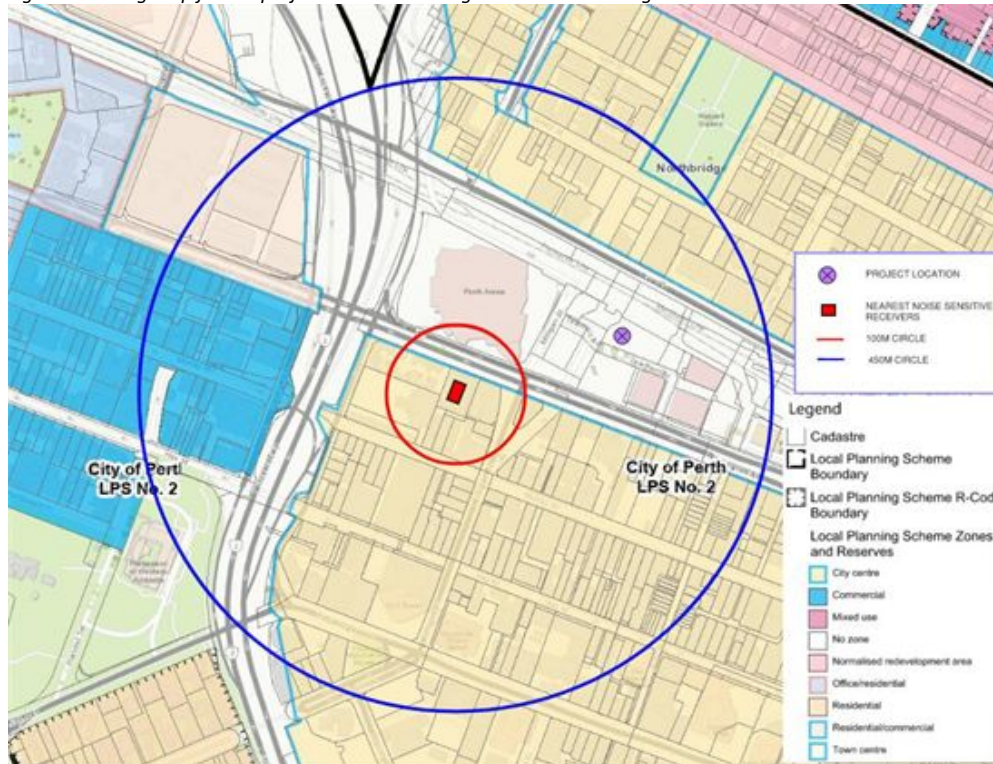 Northbridge
Perth Arena
City of Perth
LPS No. 2
City of Perth
LPS No. 2
PROJECT LOCATION
NEAREST NOISE SENSITIVE
RECEIVERS
100M CIRCLE
450M CIRCLE
Legend
Cadastre
Local Planning Scheme
Boundary
Local Planning Scheme R-Cod
Boundary
Local Planning Scheme Zones
and Reserves
City centre
Commercial
Mixed use
No zone
Normalised redevelopment area
Office/residential
Residential
Residential/commercial
Town centre